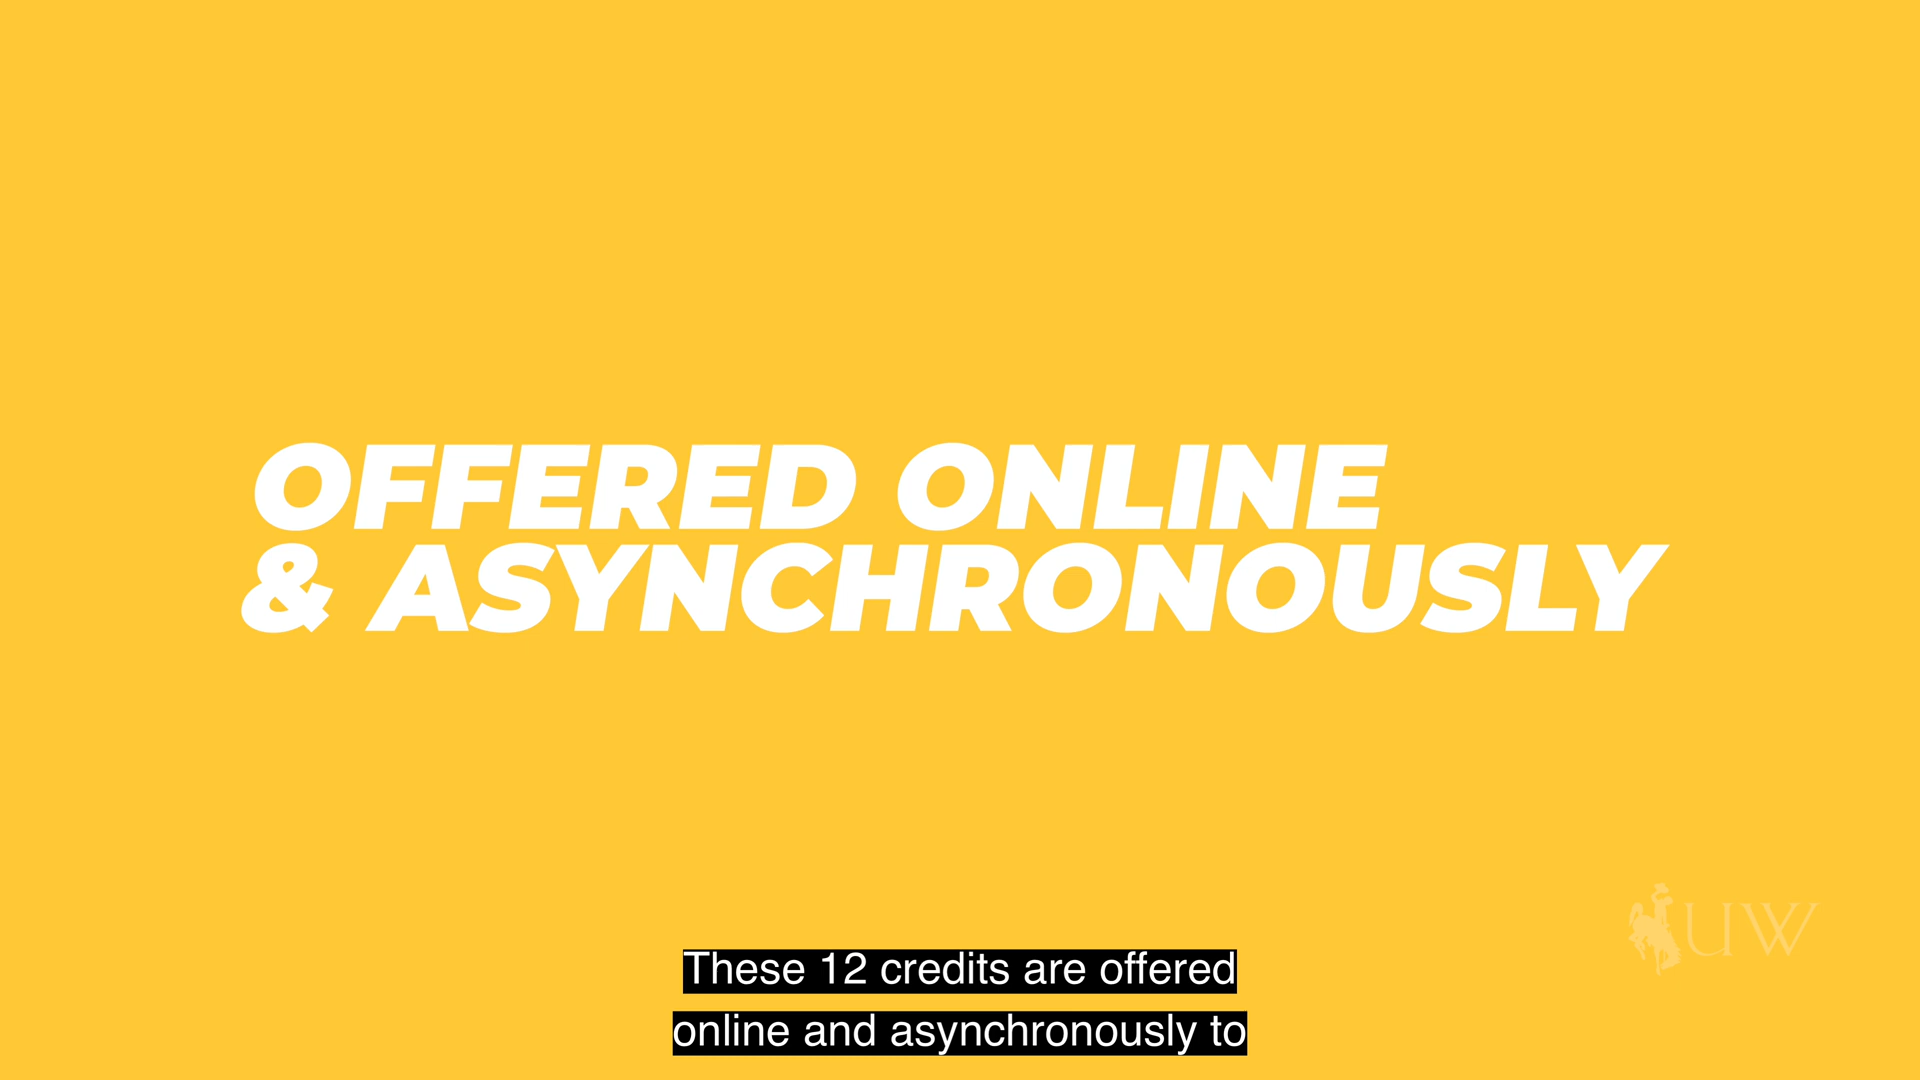 OFFERED ONLINE
& ASYNCHRONOUSLY
UW
These 12 credits are offered
online and asynchronously to